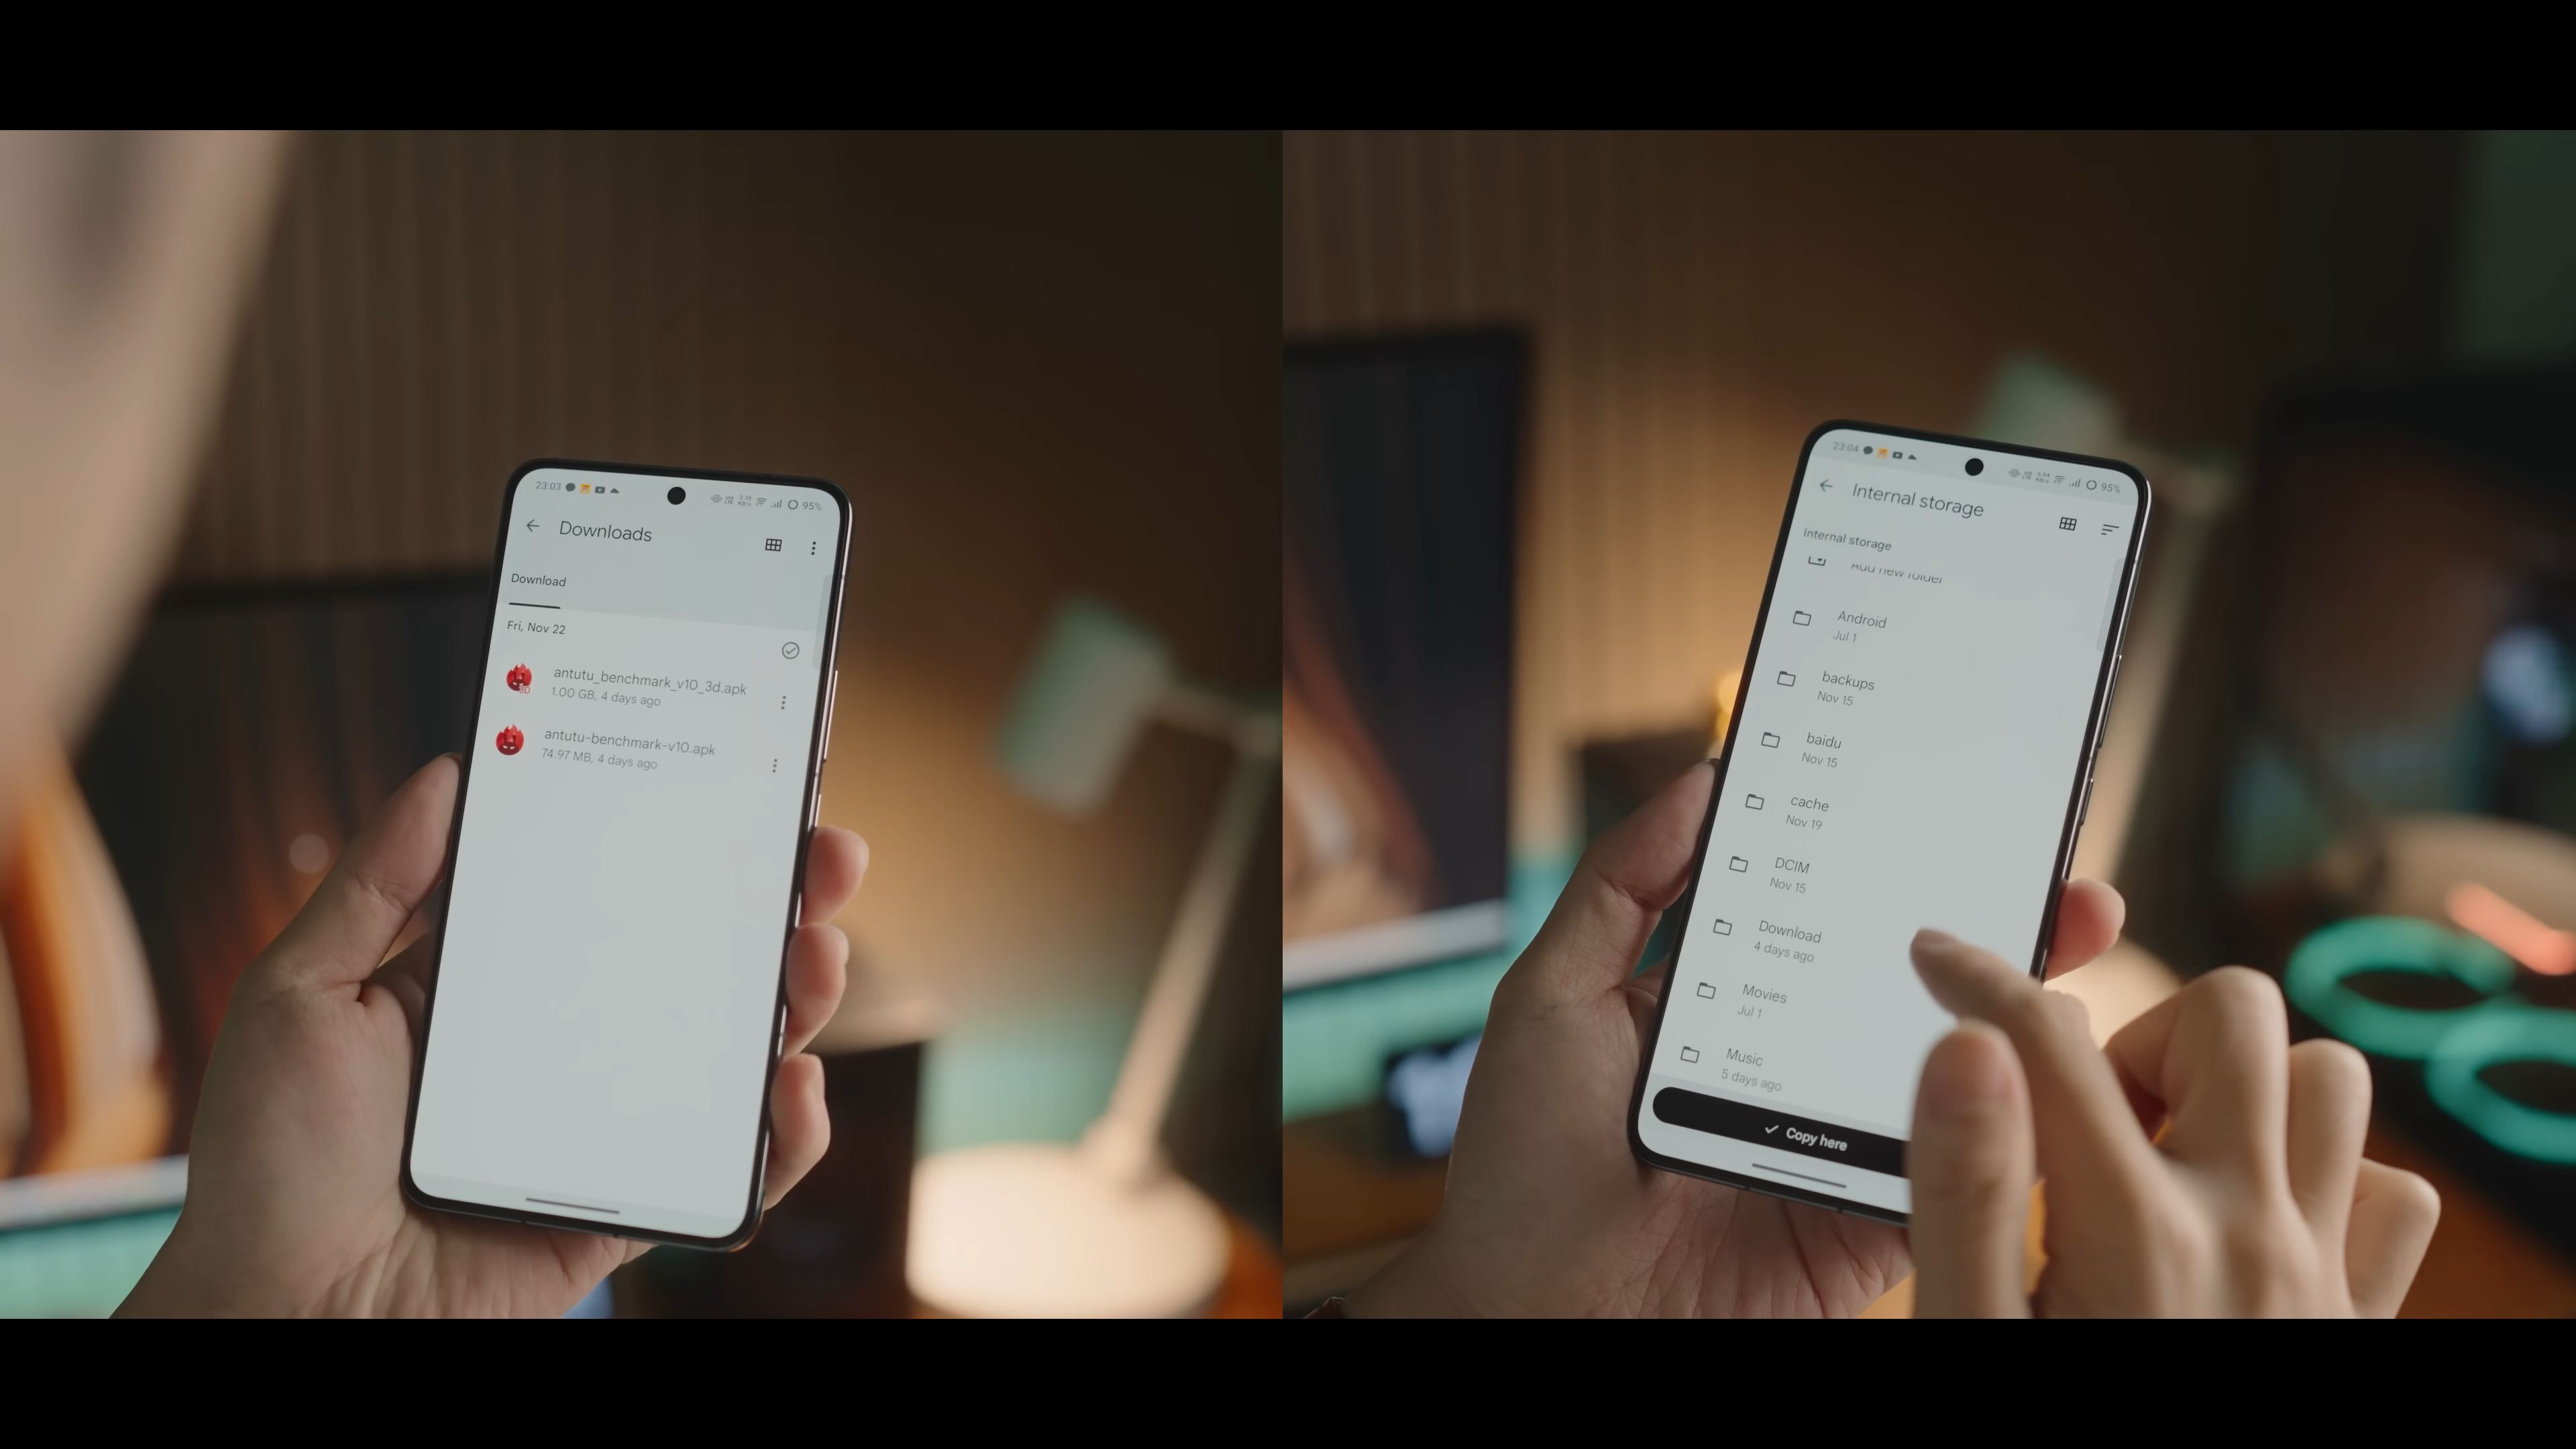 23:03
95%
Downloads
Download
Fri, Nov 22
antutu_benchmark_v10_3d.apk
1.00 GB, 4 days ago
antutu-benchmark-v10.apk
74.97 MB, 4 days ago
23:04
95%
Internal storage
Internal storage
Add new folder
Android
Jul 1
backups
Nov 15
baidu
Nov 15
cache
Nov 19
DCIM
Nov 15
Download
4 days ago
Movies
Jul 1
Music
5 days ago
Copy here